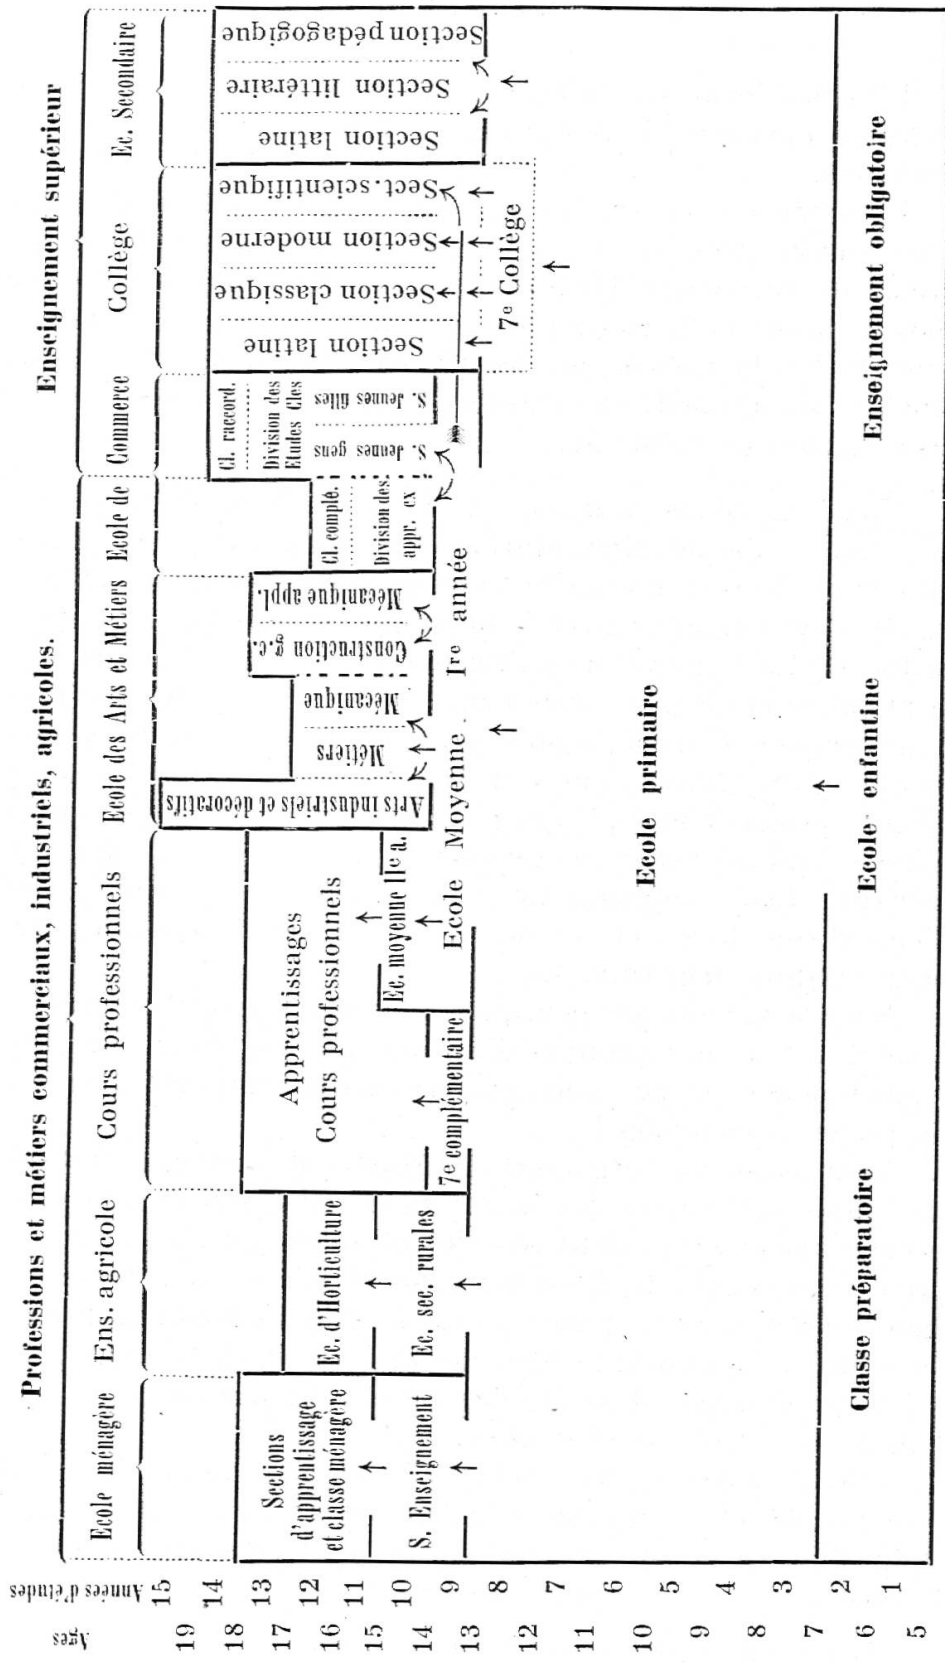 Professions et métiers commerciaux, industriels, agricoles.
Enseignement supérieur
Ecole ménagère
Ens. agricole
Cours professionnels
Ecole des Arts et Métiers
Ecole de Commerce
Collège
Ec. Secondaire
Sections
d'apprentissage
et classe ménagère
S. Enseignement
Ec. d'Horticulture
Ec. sec. rurales
Apprentissages
Cours professionnels
7e complémentaire
Ec. moyenne IIe a.
Arts industriels et décoratifs
Métiers
Mécanique
Construction g.c.
Mécanique appl.
Cl. complé.
Division des
appr. cx
Cl. raccord.
Division des
Etudes Cles
S. Jeunes gens
S. Jeunes filles
Section latine
Section classique
Section moderne
Sect. scientifique
7e Collège
Section latine
Section littéraire
Section pédagogique
Ecole Moyenne Ire année
Ecole primaire
Classe préparatoire
Ecole enfantine
Enseignement obligatoire
Ages
Années d'études
19
15
18
14
17
13
16
12
15
11
14
10
13
9
12
8
11
7
10
6
9
5
8
4
7
3
6
2
5
1